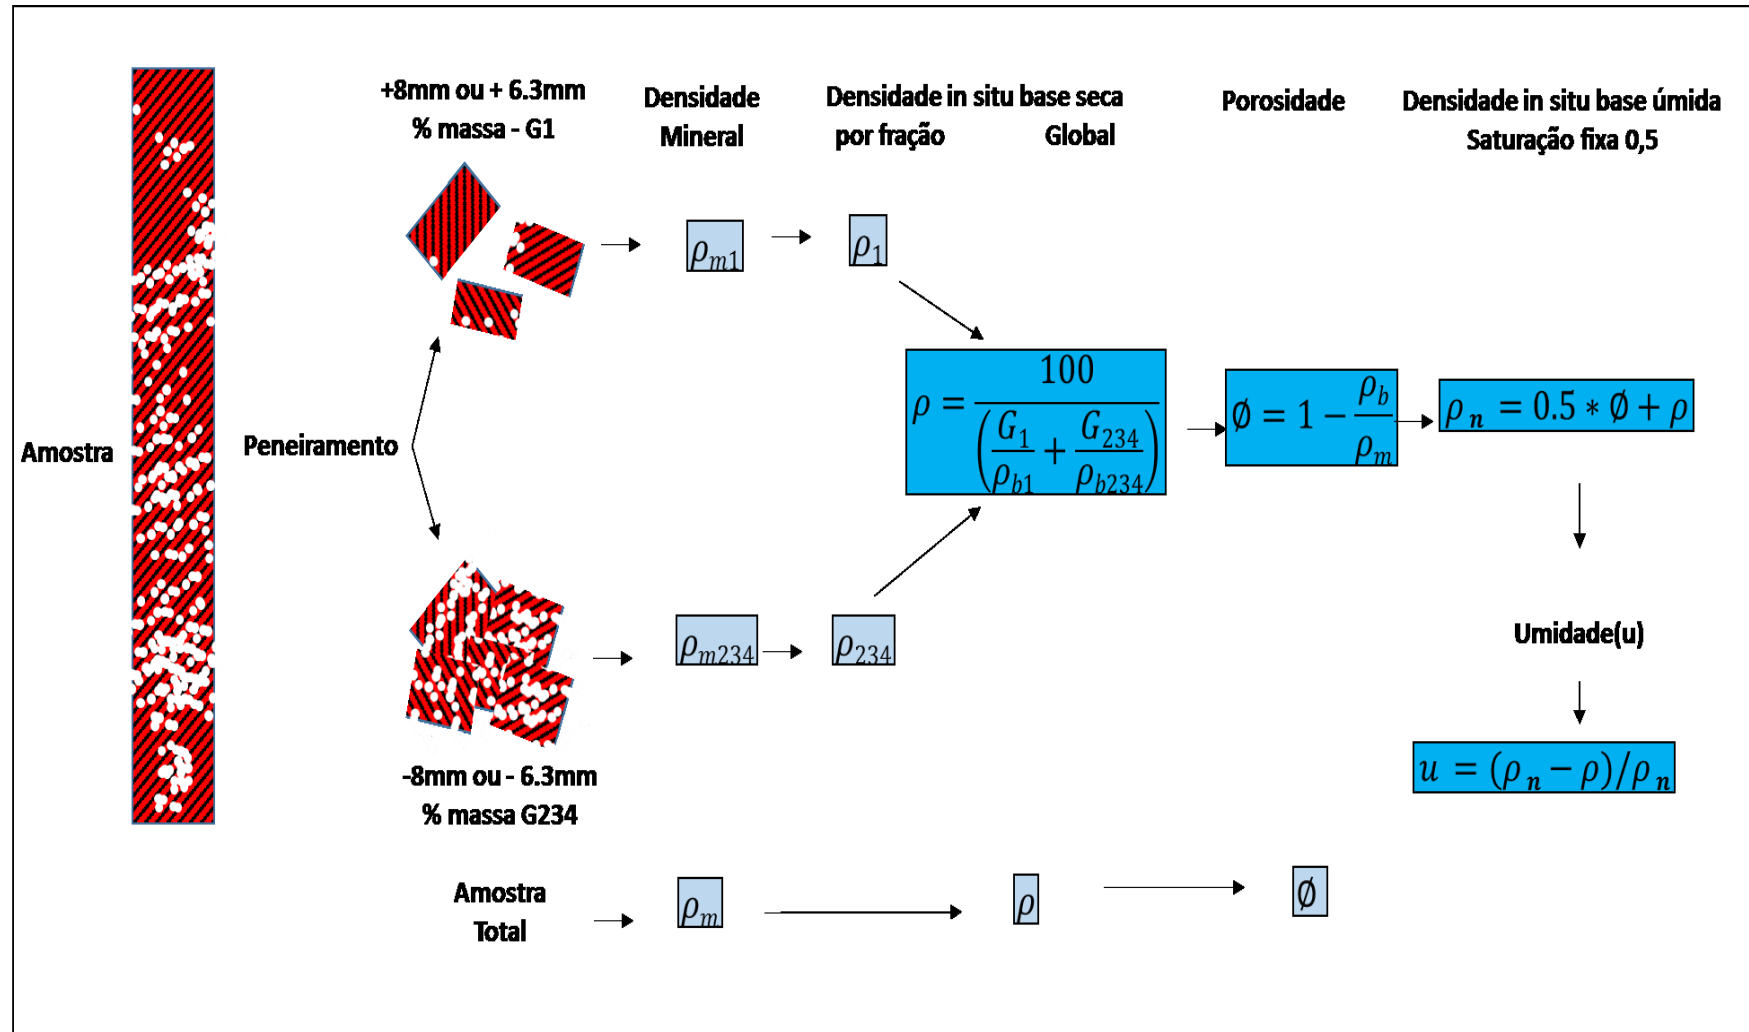 +8mm ou + 6.3mm
% massa - G1
Densidade
Mineral
Densidade in situ base seca
por fração Global
Porosidade
Densidade in situ base úmida
Saturação fixa 0,5
ρm1
ρ1
Amostra
Peneiramento
ρ = 100 / (G1/ρb1 + G234/ρb234)
∅ = 1 − ρb/ρm
ρn = 0.5 * ∅ + ρ
ρm234
ρ234
Umidade(u)
u = (ρn − ρ)/ρn
-8mm ou - 6.3mm
% massa G234
Amostra
Total
ρm
ρ
∅